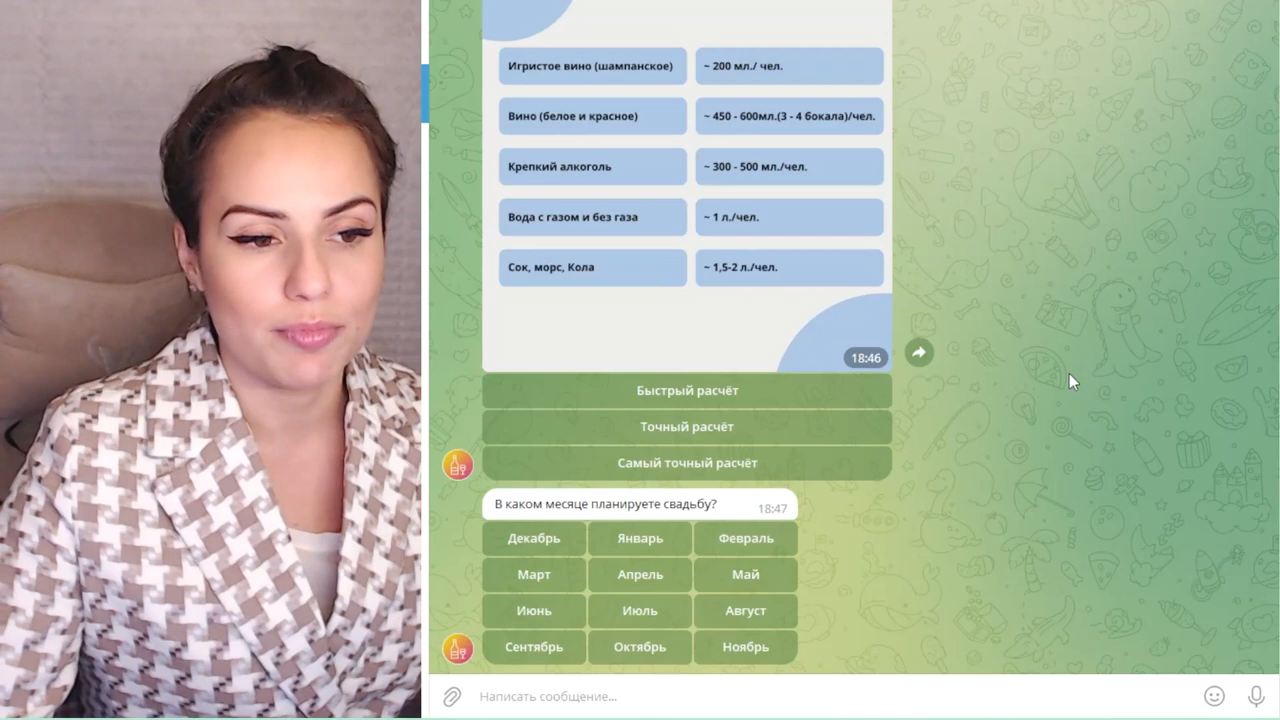 Игристое вино (шампанское) ~ 200 мл./ чел.
Вино (белое и красное) ~ 450 - 600мл.(3 - 4 бокала)/чел.
Крепкий алкоголь ~ 300 - 500 мл./чел.
Вода с газом и без газа ~ 1 л./чел.
Сок, морс, Кола ~ 1,5-2 л./чел.
18:46
Быстрый расчёт
Точный расчёт
Самый точный расчёт
В каком месяце планируете свадьбу? 18:47
Декабрь Январь Февраль
Март Апрель Май
Июнь Июль Август
Сентябрь Октябрь Ноябрь
Написать сообщение...